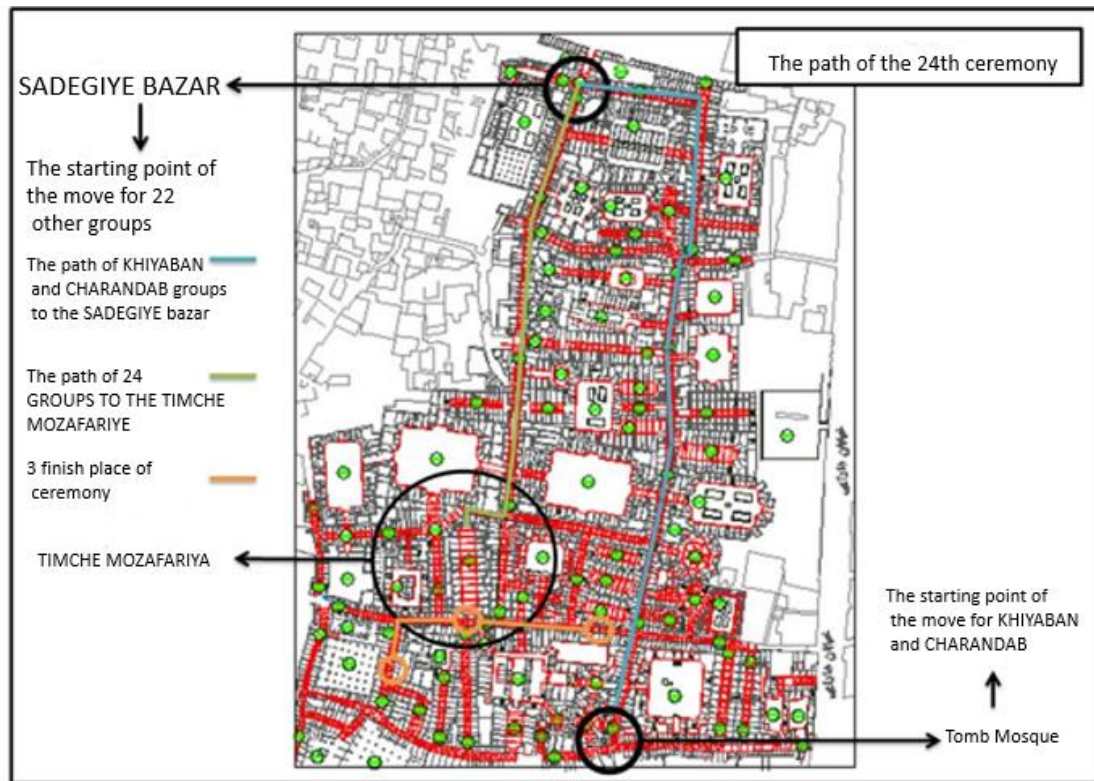 The path of the 24th ceremony
SADEGIYE BAZAR
The starting point of
the move for 22
other groups
The path of KHIYABAN
and CHARANDAB groups
to the SADEGIYE bazar
The path of 24
GROUPS TO THE TIMCHE
MOZAFARIYE
3 finish place of
ceremony
TIMCHE MOZAFARIYA
The starting point of
the move for KHIYABAN
and CHARANDAB
Tomb Mosque